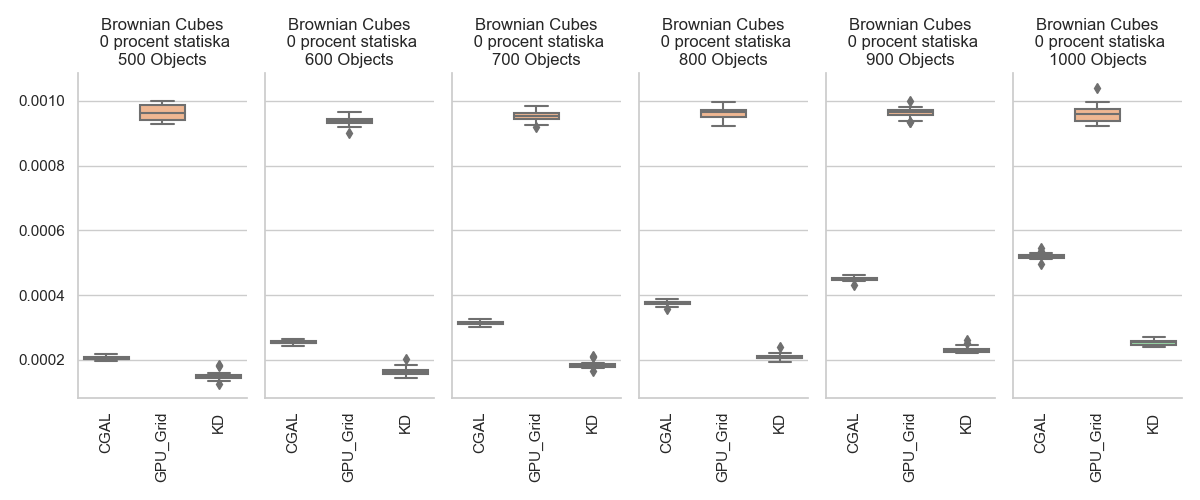 Brownian Cubes
0 procent statiska
500 Objects
Brownian Cubes
0 procent statiska
600 Objects
Brownian Cubes
0 procent statiska
700 Objects
Brownian Cubes
0 procent statiska
800 Objects
Brownian Cubes
0 procent statiska
900 Objects
Brownian Cubes
0 procent statiska
1000 Objects
0.0010
0.0008
0.0006
0.0004
0.0002
CGAL
GPU_Grid
KD
CGAL
GPU_Grid
KD
CGAL
GPU_Grid
KD
CGAL
GPU_Grid
KD
CGAL
GPU_Grid
KD
CGAL
GPU_Grid
KD